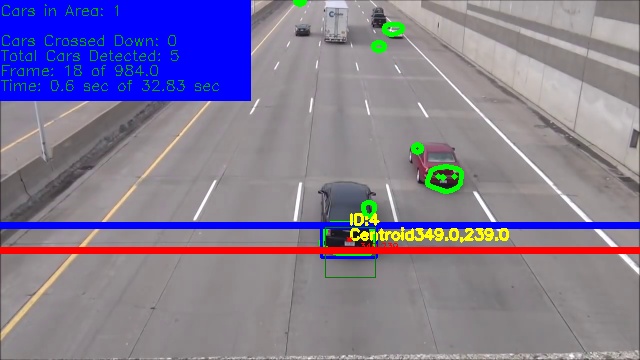 Cars in Area: 1
Cars Crossed Down: 0
Total Cars Detected: 5
Frame: 18 of 984.0
Time: 0.6 sec of 32.83 sec
ID:4
Centroid349.0,239.0